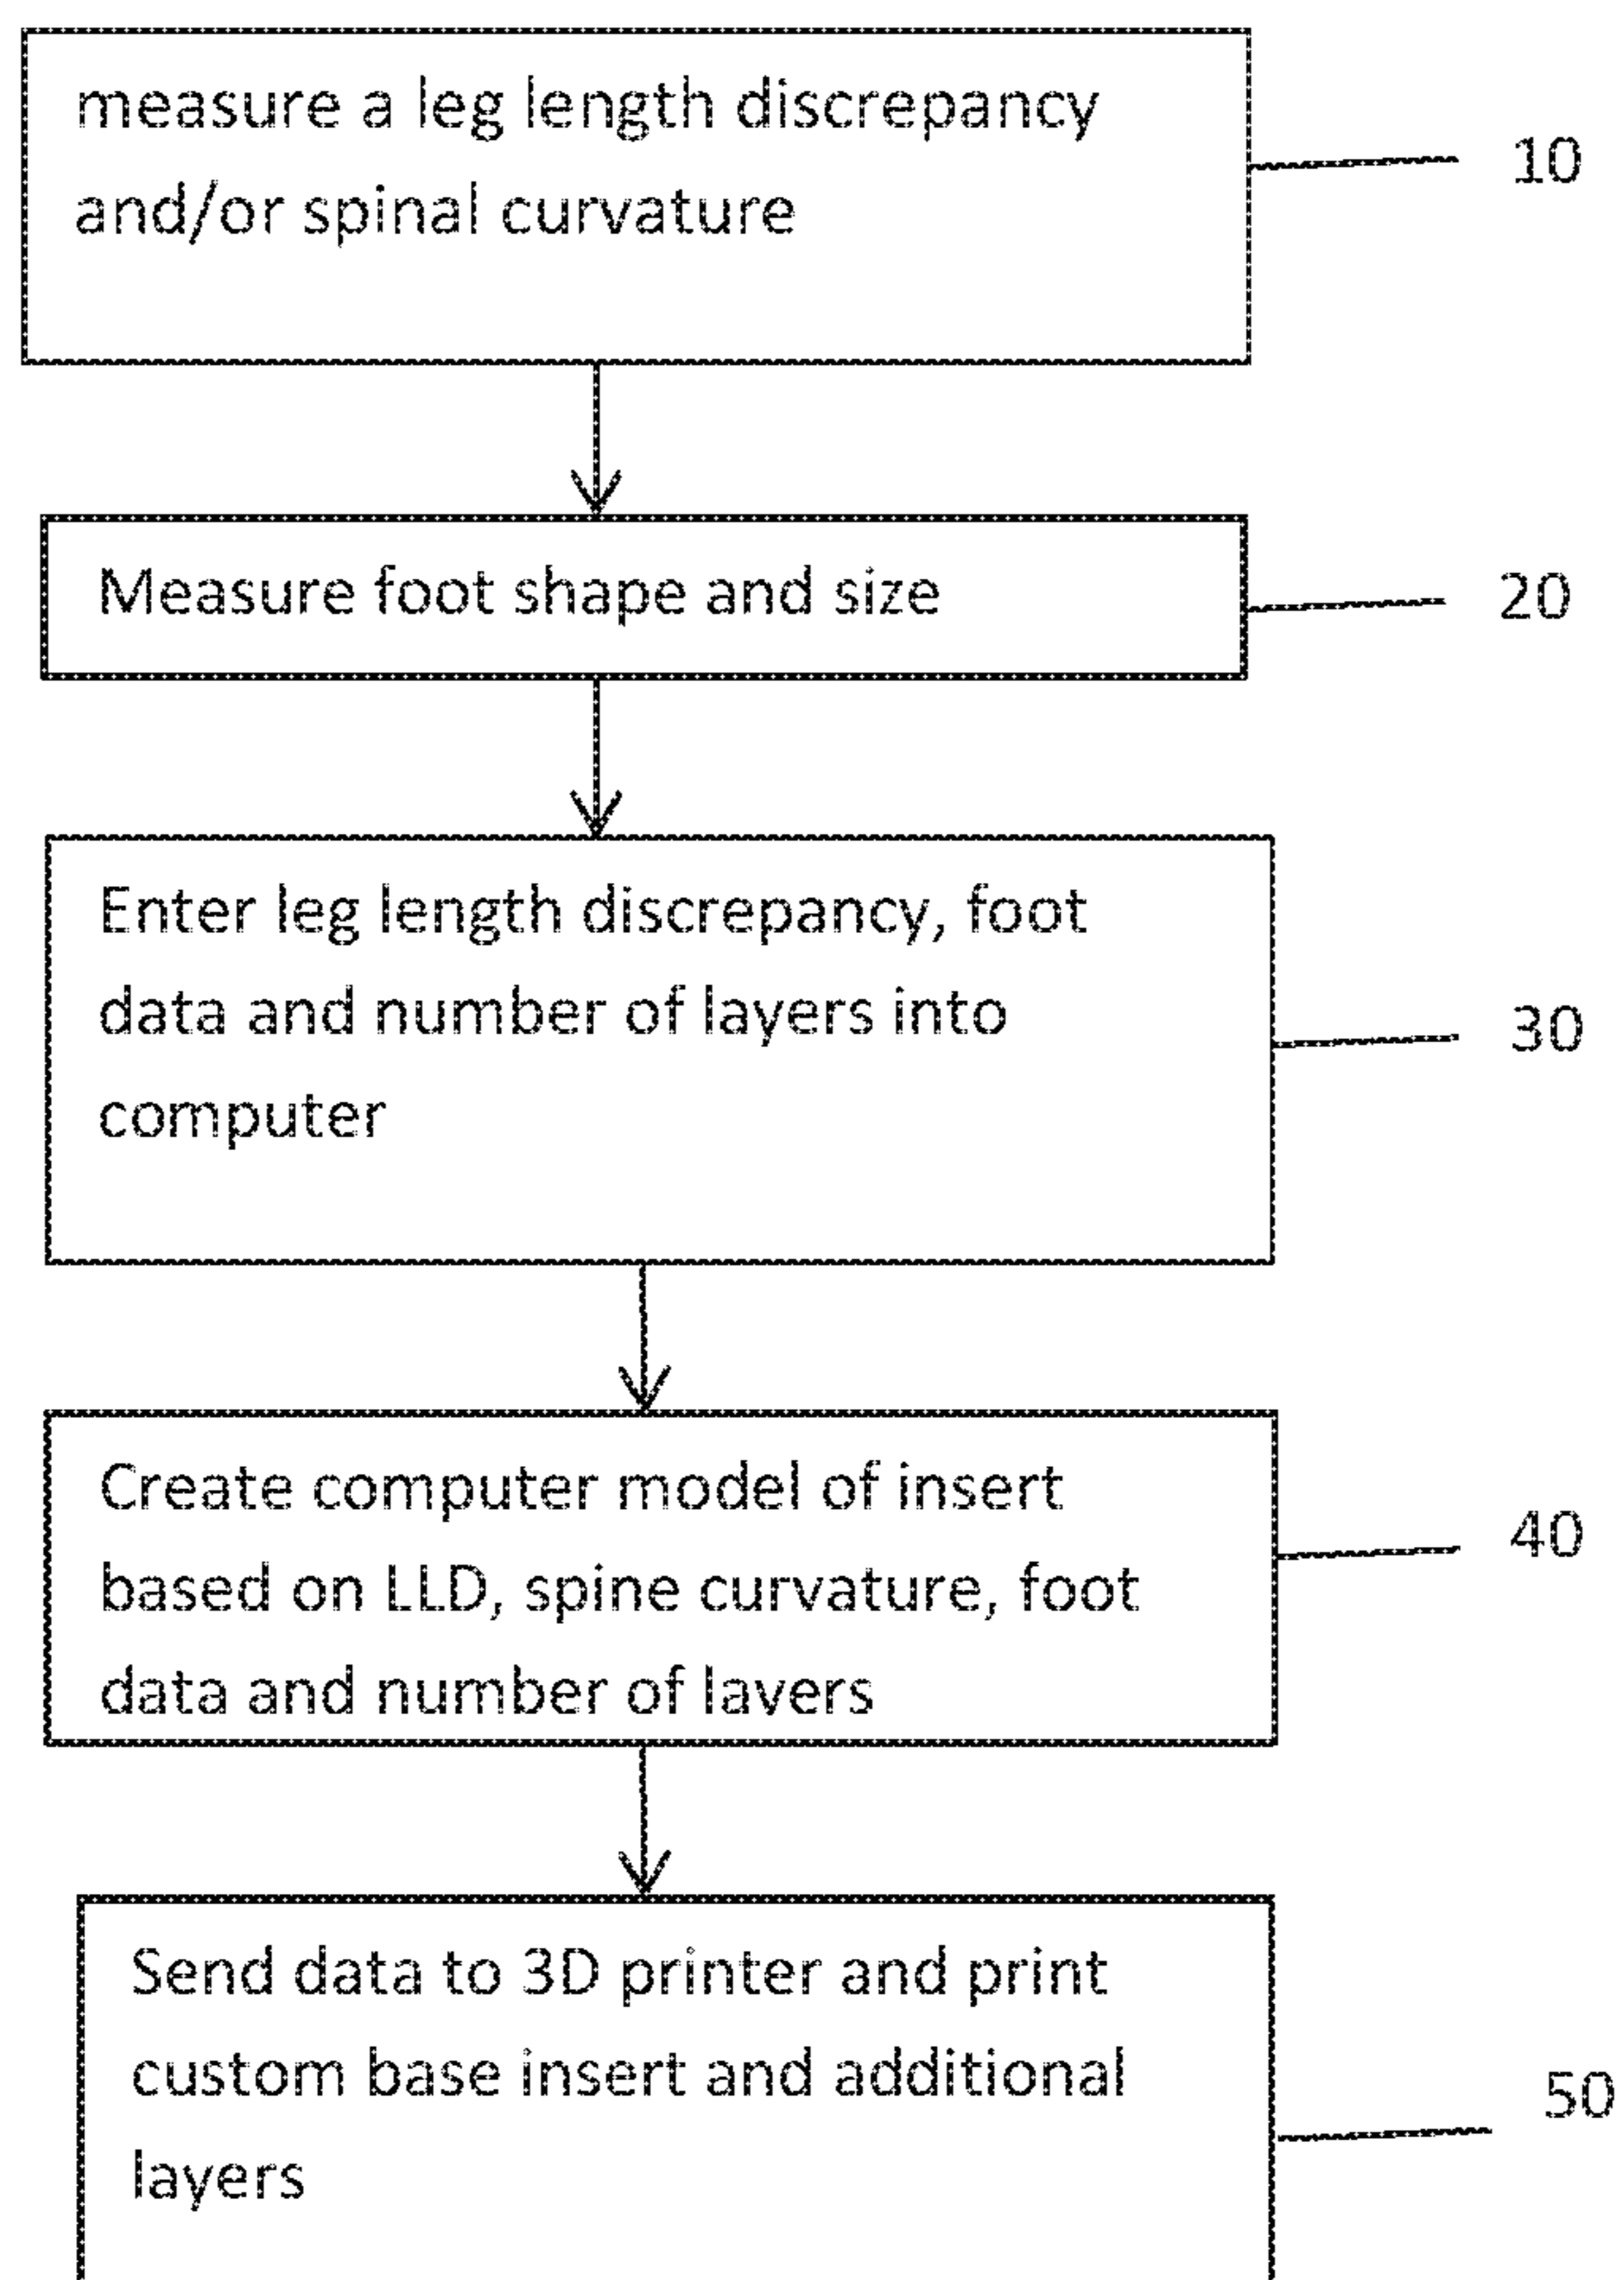 measure a leg length discrepancy
and/or spinal curvature
10
Measure foot shape and size
20
Enter leg length discrepancy, foot
data and number of layers into
computer
30
Create computer model of insert
based on LLD, spine curvature, foot
data and number of layers
40
Send data to 3D printer and print
custom base insert and additional
layers
50